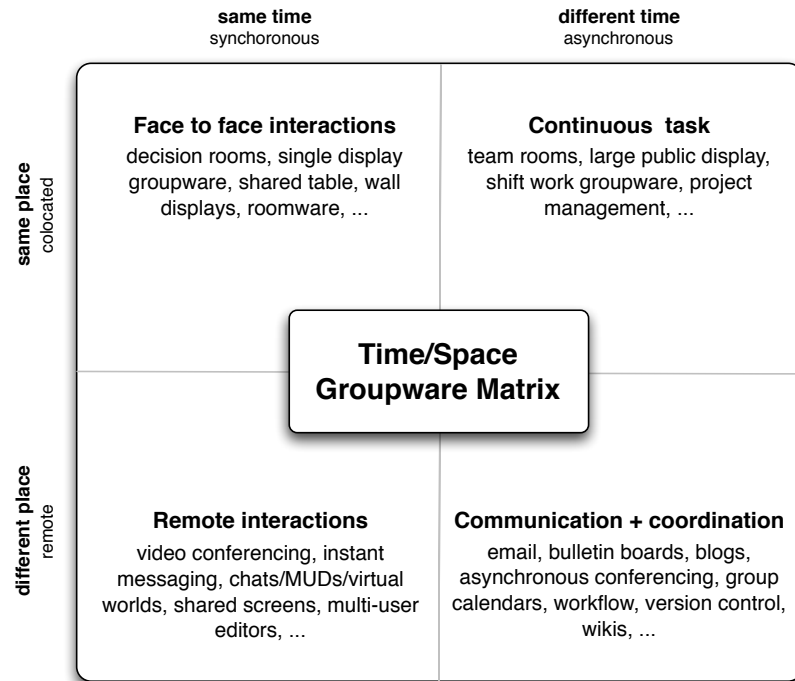 same time
synchoronous
different time
asynchronous
same place
colocated
Face to face interactions
decision rooms, single display
groupware, shared table, wall
displays, roomware, ...
Continuous task
team rooms, large public display,
shift work groupware, project
management, ...
Time/Space
Groupware Matrix
different place
remote
Remote interactions
video conferencing, instant
messaging, chats/MUDs/virtual
worlds, shared screens, multi-user
editors, ...
Communication + coordination
email, bulletin boards, blogs,
asynchronous conferencing, group
calendars, workflow, version control,
wikis, ...